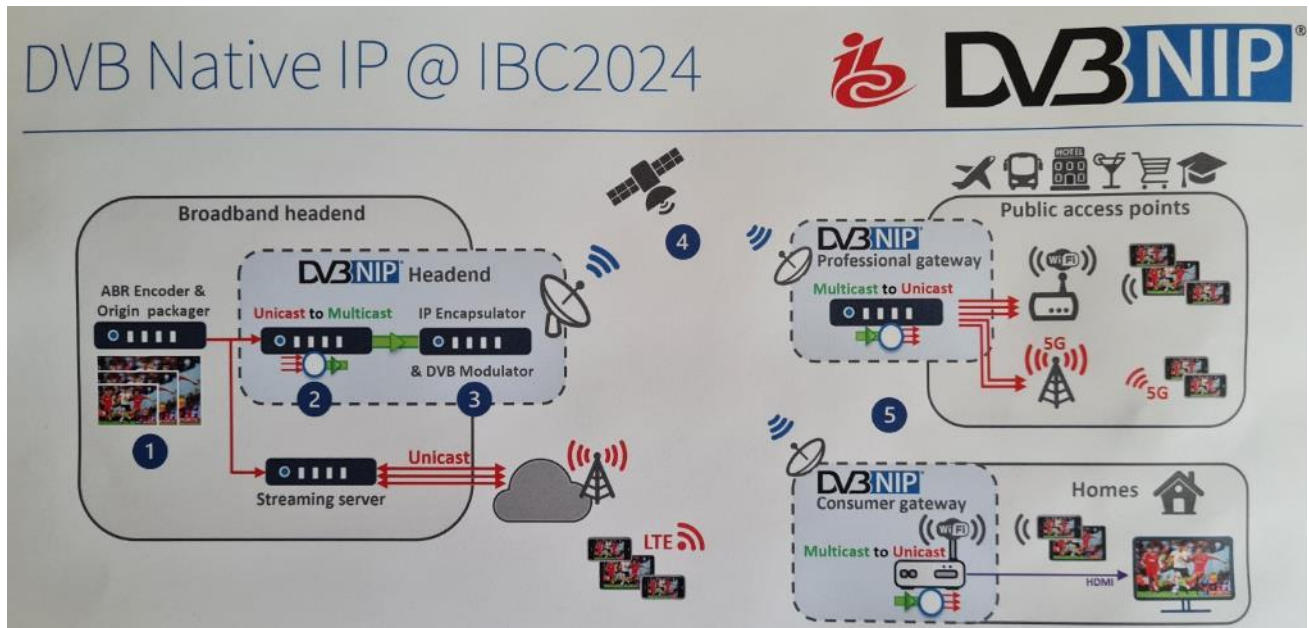 DVB Native IP @ IBC2024
ibc
DVB NIP®
Broadband headend
ABR Encoder &
Origin packager
1
DVB NIP® Headend
Unicast to Multicast
IP Encapsulator
& DVB Modulator
2
3
Streaming server
Unicast
LTE
4
HOTEL
Public access points
DVB NIP®
Professional gateway
Multicast to Unicast
WiFi
5G
5G
5
DVB NIP®
Consumer gateway
WiFi
Multicast to Unicast
Homes
HDMI